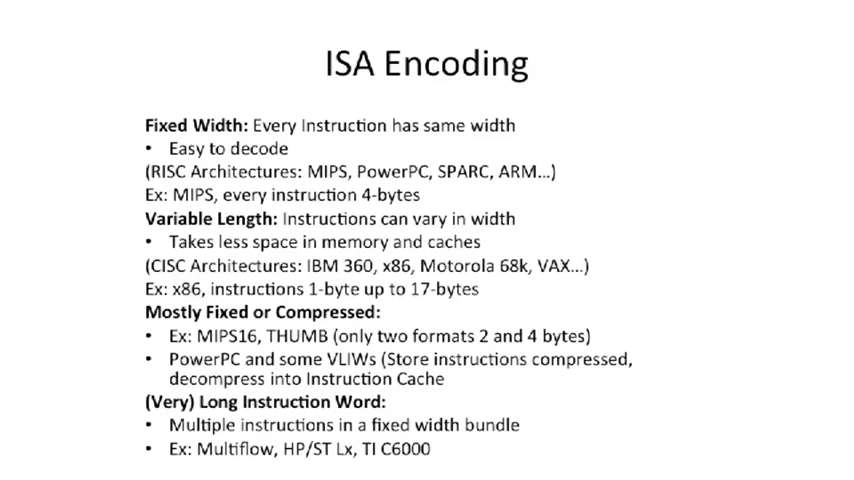 ISA Encoding
Fixed Width: Every Instruction has same width
• Easy to decode
(RISC Architectures: MIPS, PowerPC, SPARC, ARM...)
Ex: MIPS, every instruction 4-bytes
Variable Length: Instructions can vary in width
• Takes less space in memory and caches
(CISC Architectures: IBM 360, x86, Motorola 68k, VAX...)
Ex: x86, instructions 1-byte up to 17-bytes
Mostly Fixed or Compressed:
• Ex: MIPS16, THUMB (only two formats 2 and 4 bytes)
• PowerPC and some VLIWs (Store instructions compressed,
decompress into Instruction Cache
(Very) Long Instruction Word:
• Multiple instructions in a fixed width bundle
• Ex: Multiflow, HP/ST Lx, TI C6000